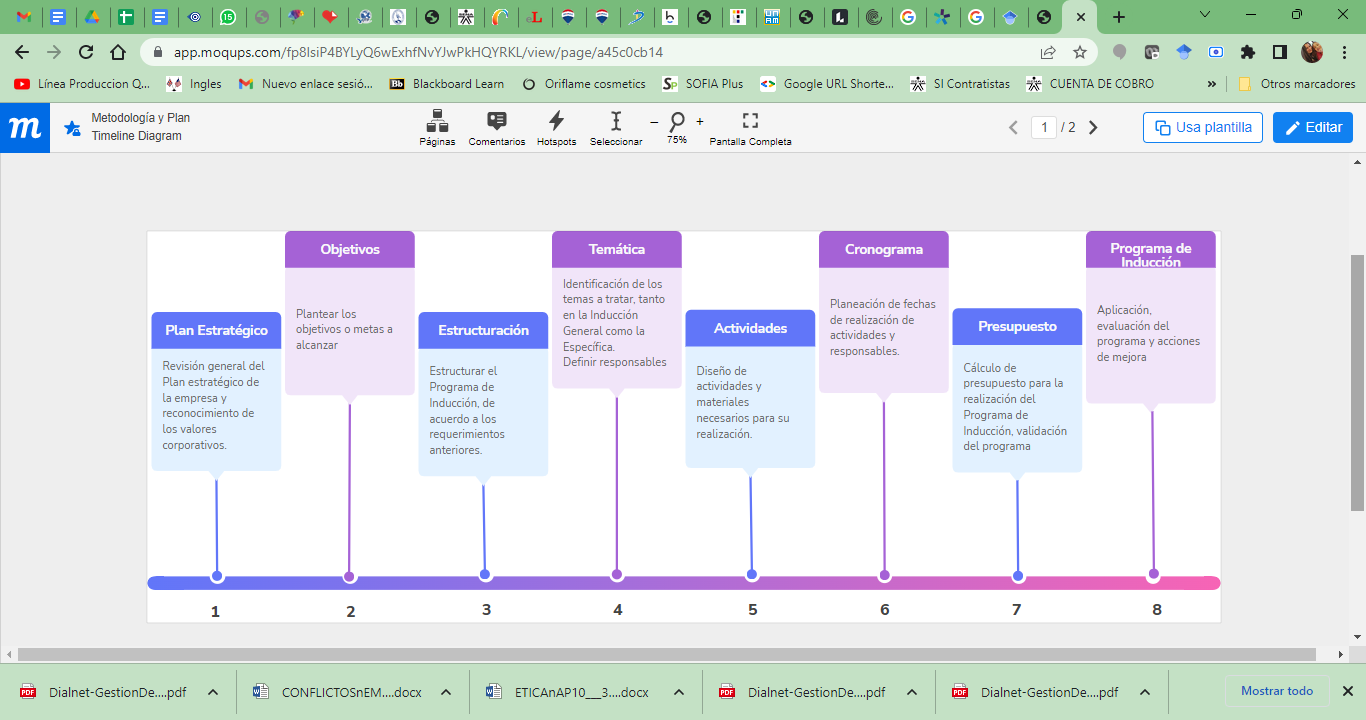 15
app.moqups.com/fp8IsiP4BYLyQ6wExhfNvYJwPkHQYRKL/view/page/a45c0cb14
Línea Produccion Q...
Ingles
Nuevo enlace sesió...
Bb
Blackboard Learn
Oriflame cosmetics
Sp
SOFIA Plus
Google URL Shorte...
SI Contratistas
CUENTA DE COBRO
»
Otros marcadores
m
Metodología y Plan
Timeline Diagram
Páginas
Comentarios
Hotspots
Seleccionar
– 75% +
Pantalla Completa
1 / 2
Usa plantilla
Editar
Plan Estratégico
Revisión general del
Plan estratégico de
la empresa y
reconocimiento de
los valores
corporativos.
Objetivos
Plantear los
objetivos o metas a
alcanzar
Estructuración
Estructurar el
Programa de
Inducción, de
acuerdo a los
requerimientos
anteriores.
Temática
Identificación de los
temas a tratar, tanto
en la Inducción
General como la
Específica.
Definir responsables
Actividades
Diseño de
actividades y
materiales
necesarios para su
realización.
Cronograma
Planeación de fechas
de realización de
actividades y
responsables.
Presupuesto
Cálculo de
presupuesto para la
realización del
Programa de
Inducción, validación
del programa
Programa de
Inducción
Aplicación,
evaluación del
programa y acciones
de mejora
1 2 3 4 5 6 7 8
PDF
Dialnet-GestionDe....pdf
CONFLICTOSnEM....docx
ETICAnAP10___3....docx
PDF
Dialnet-GestionDe....pdf
PDF
Dialnet-GestionDe....pdf
Mostrar todo